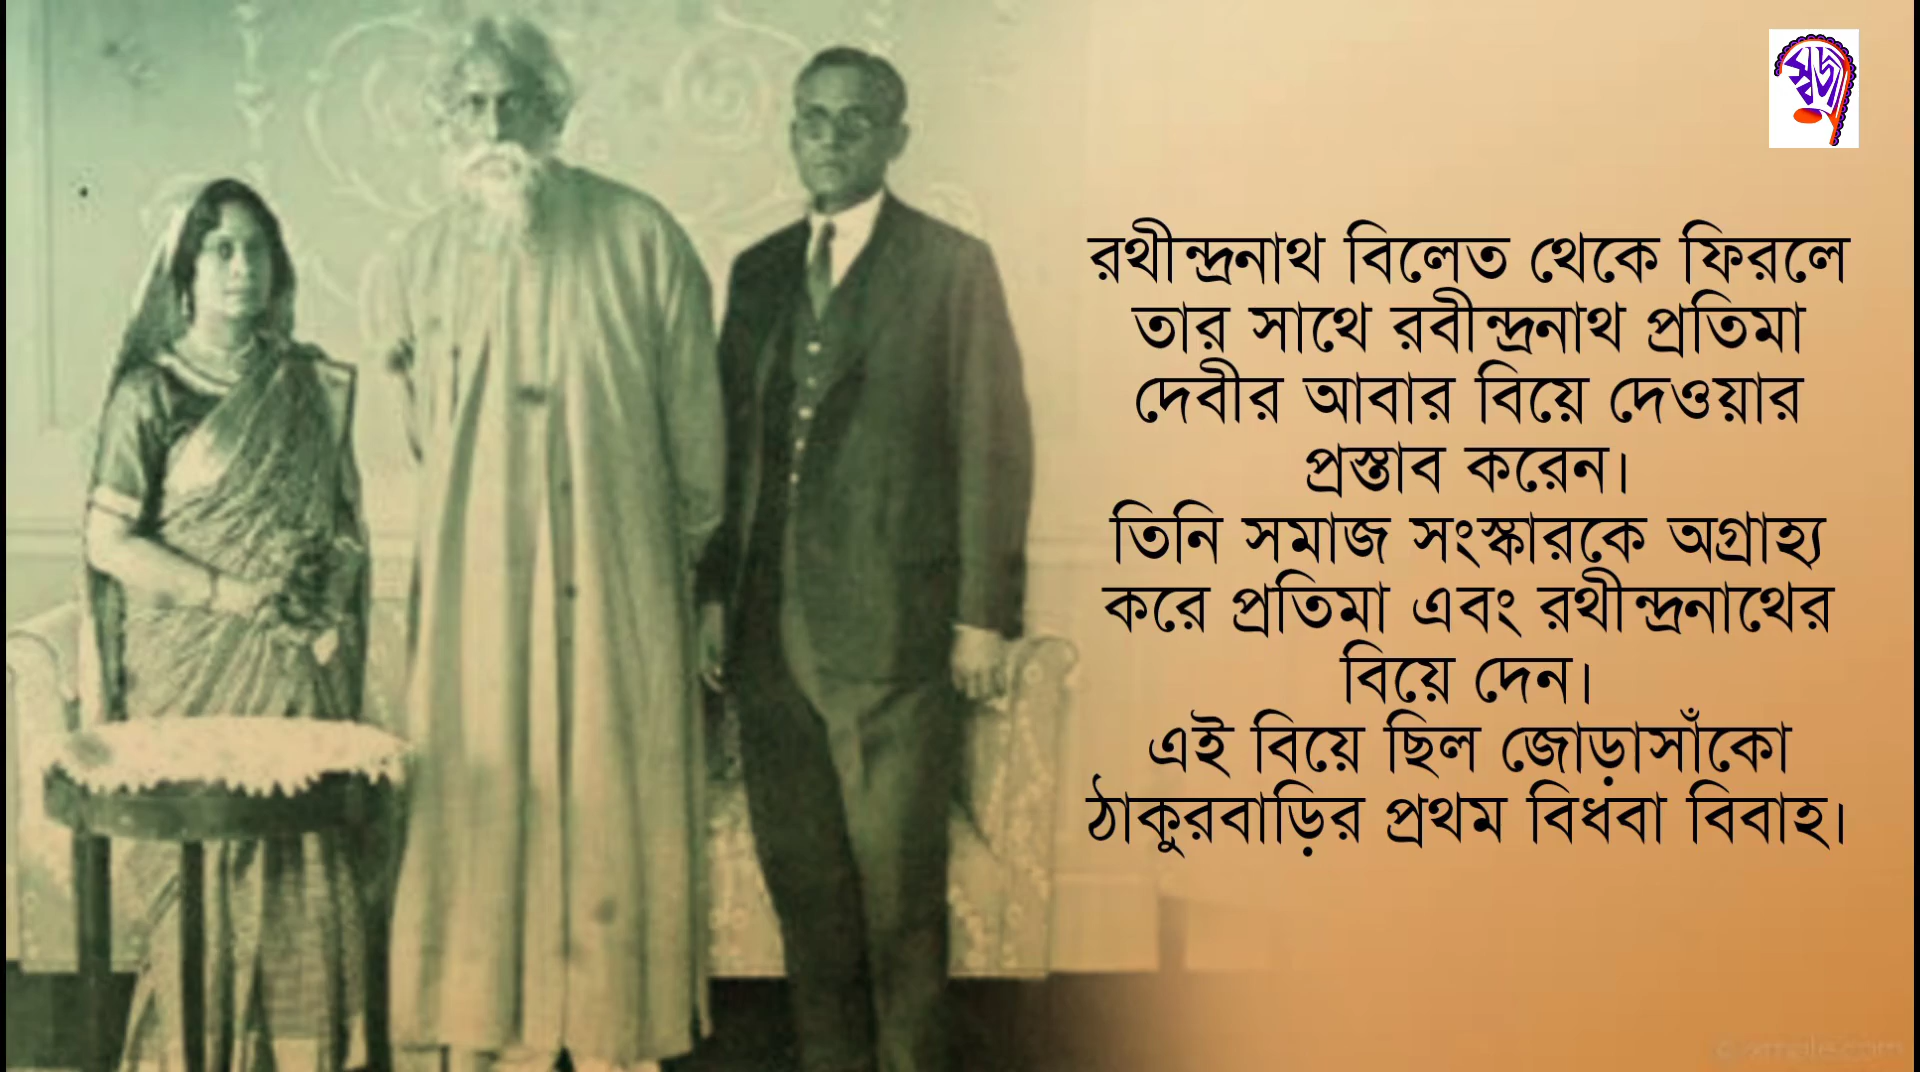 রথীন্দ্রনাথ বিলেত থেকে ফিরলে
তার সাথে রবীন্দ্রনাথ প্রতিমা
দেবীর আবার বিয়ে দেওয়ার
প্রস্তাব করেন।
তিনি সমাজ সংস্কারকে অগ্রাহ্য
করে প্রতিমা এবং রথীন্দ্রনাথের
বিয়ে দেন।
এই বিয়ে ছিল জোড়াসাঁকো
ঠাকুরবাড়ির প্রথম বিধবা বিবাহ।